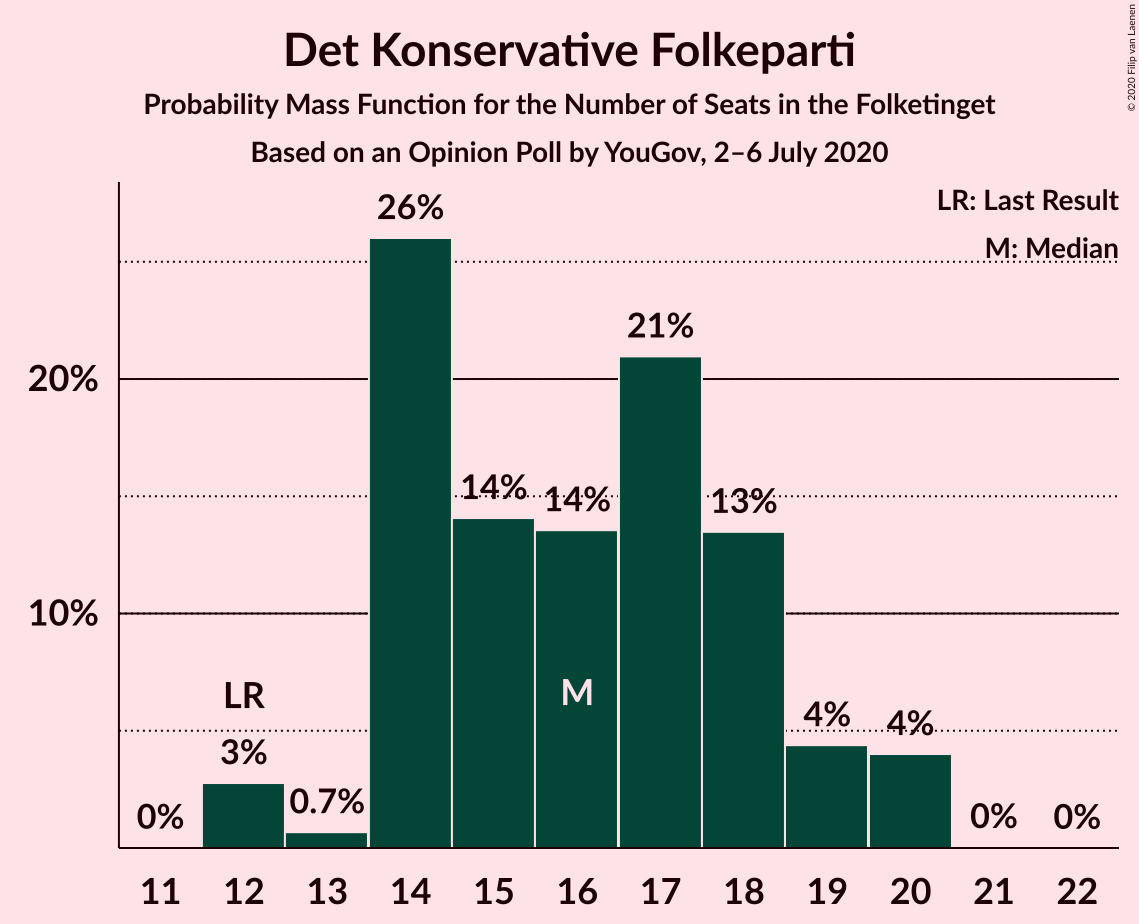 Det Konservative Folkeparti
Probability Mass Function for the Number of Seats in the Folketinget
Based on an Opinion Poll by YouGov, 2–6 July 2020
© 2020 Filip van Laenen
LR: Last Result
M: Median
26%
21%
20%
14%
14%
13%
10%
LR
M
4%
4%
3%
0.7%
0%
0%
0%
11 12 13 14 15 16 17 18 19 20 21 22